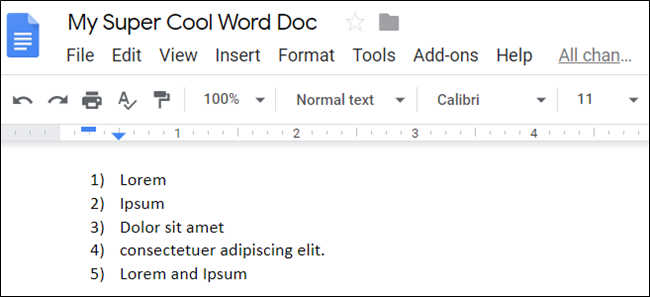 My Super Cool Word Doc
File Edit View Insert Format Tools Add-ons Help All chan...
100% Normal text Calibri 11
1 2 3 4
1) Lorem
2) Ipsum
3) Dolor sit amet
4) consectetuer adipiscing elit.
5) Lorem and Ipsum